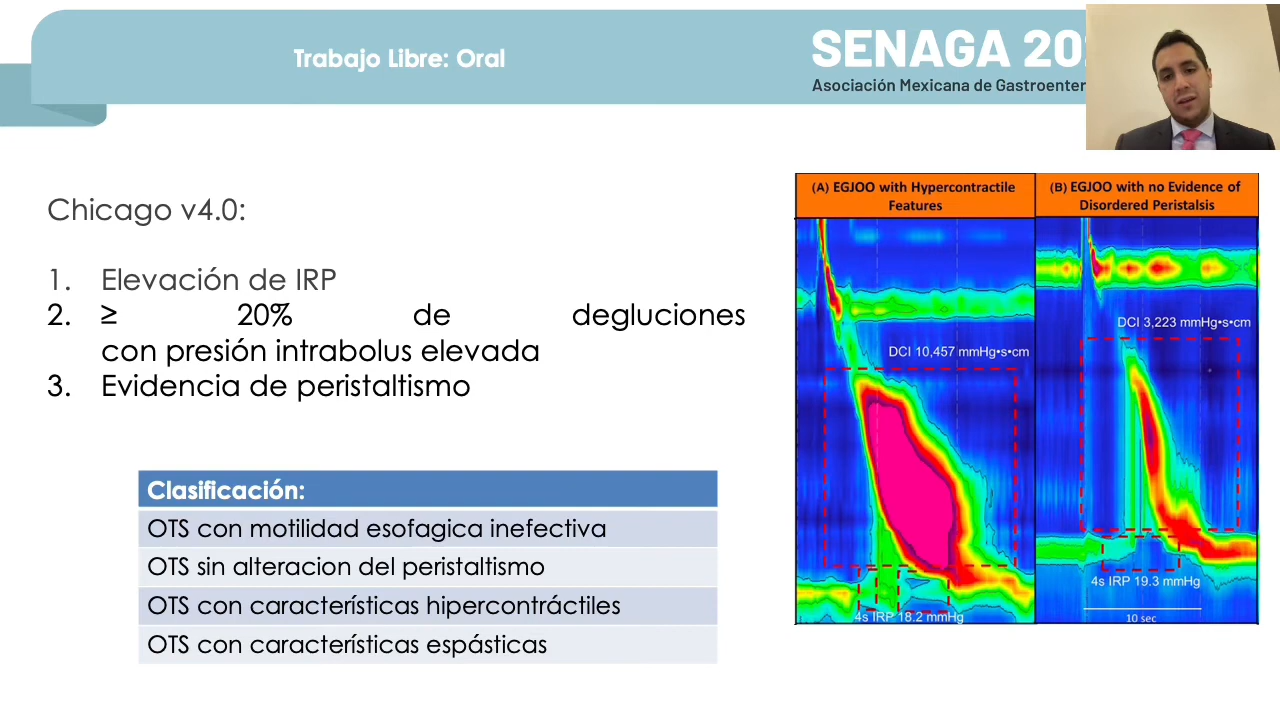 Trabajo Libre: Oral
SENAGA
Asociación Mexicana de
Chicago v4.0:
1. Elevación de IRP
2. ≥ 20% de degluciones
con presión intrabolus elevada
3. Evidencia de peristaltismo
Clasificación:
OTS con motilidad esofagica inefectiva
OTS sin alteracion del peristaltismo
OTS con características hipercontráctiles
OTS con características espásticas
(A) EGJOO with Hypercontractile
Features
DCI 10,457 mmHg•s•cm
4s IRP 18.2 mmHg
(B) EGJOO with no Evidence of
Disordered Peristalsis
DCI 3,223 mmHg•s•cm
4s IRP 19.3 mmHg
10 sec